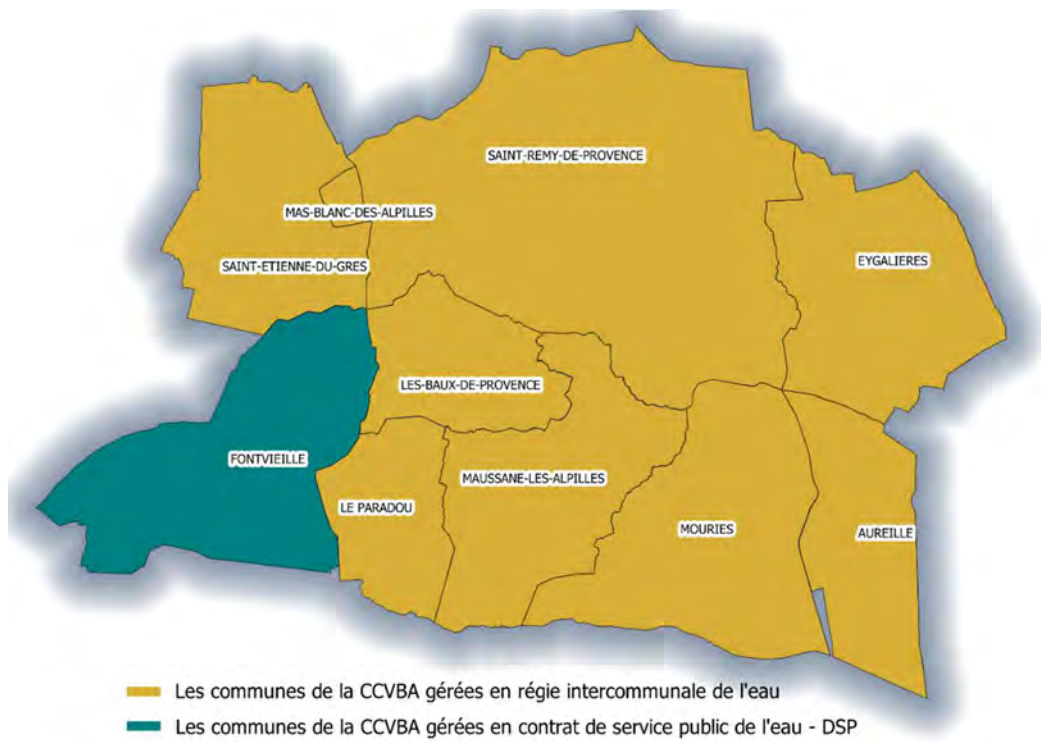 SAINT-REMY-DE-PROVENCE
MAS-BLANC-DES-ALPILLES
SAINT-ETIENNE-DU-GRES
EYGALIERES
LES-BAUX-DE-PROVENCE
FONTVIEILLE
MAUSSANE-LES-ALPILLES
LE PARADOU
MOURIES
AUREILLE
Les communes de la CCVBA gérées en régie intercommunale de l'eau
Les communes de la CCVBA gérées en contrat de service public de l'eau - DSP